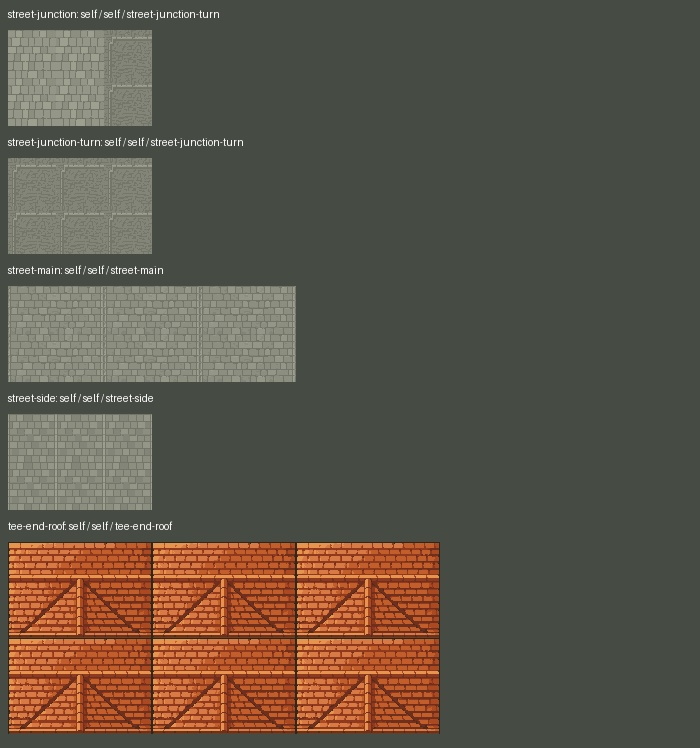 street-junction: self / self / street-junction-turn
street-junction-turn: self / self / street-junction-turn
street-main: self / self / street-main
street-side: self / self / street-side
tee-end-roof: self / self / tee-end-roof